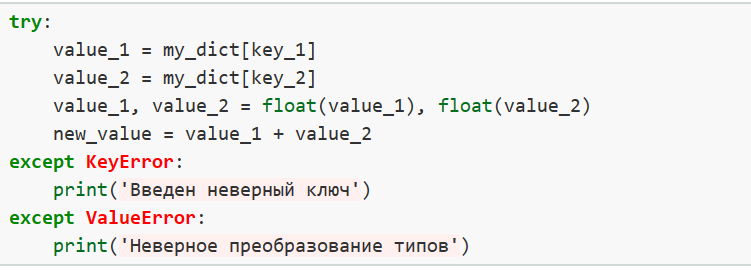 try:
    value_1 = my_dict[key_1]
    value_2 = my_dict[key_2]
    value_1, value_2 = float(value_1), float(value_2)
    new_value = value_1 + value_2
except KeyError:
    print('Введен неверный ключ')
except ValueError:
    print('Неверное преобразование типов')